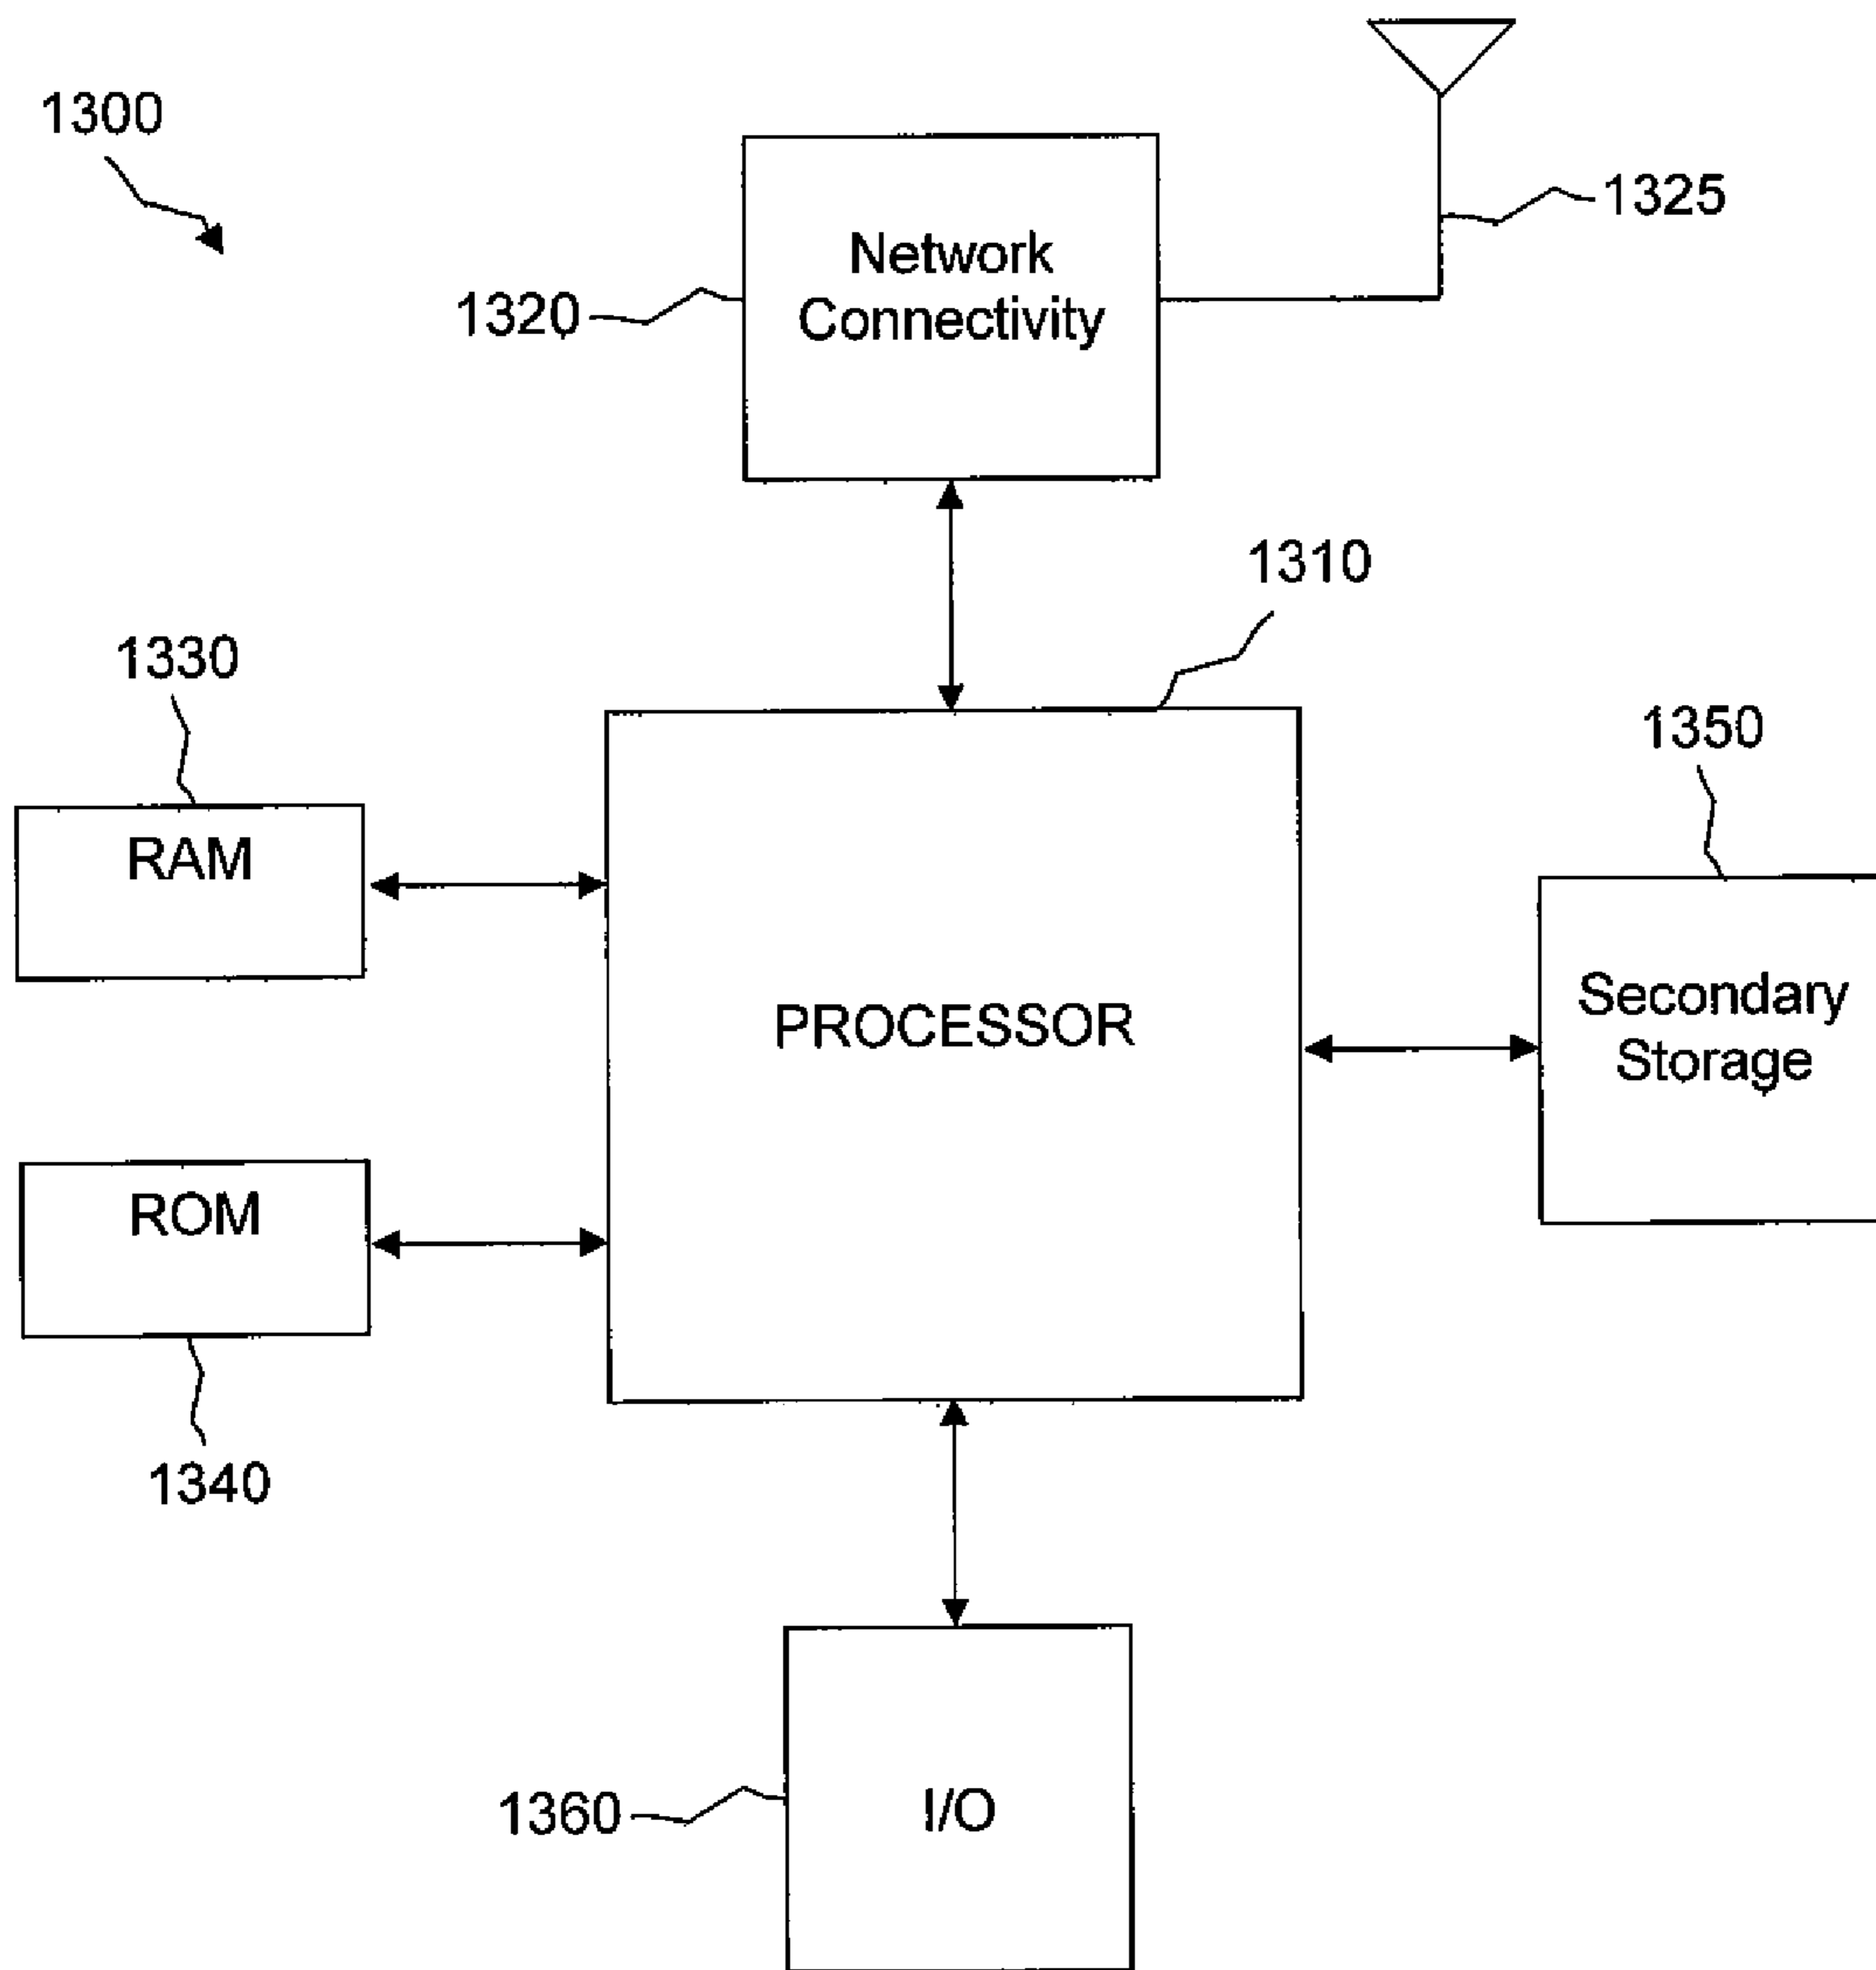 1300
1325
Network
Connectivity
1320
1310
1330
1350
RAM
Secondary
Storage
PROCESSOR
ROM
1340
1360
I/O